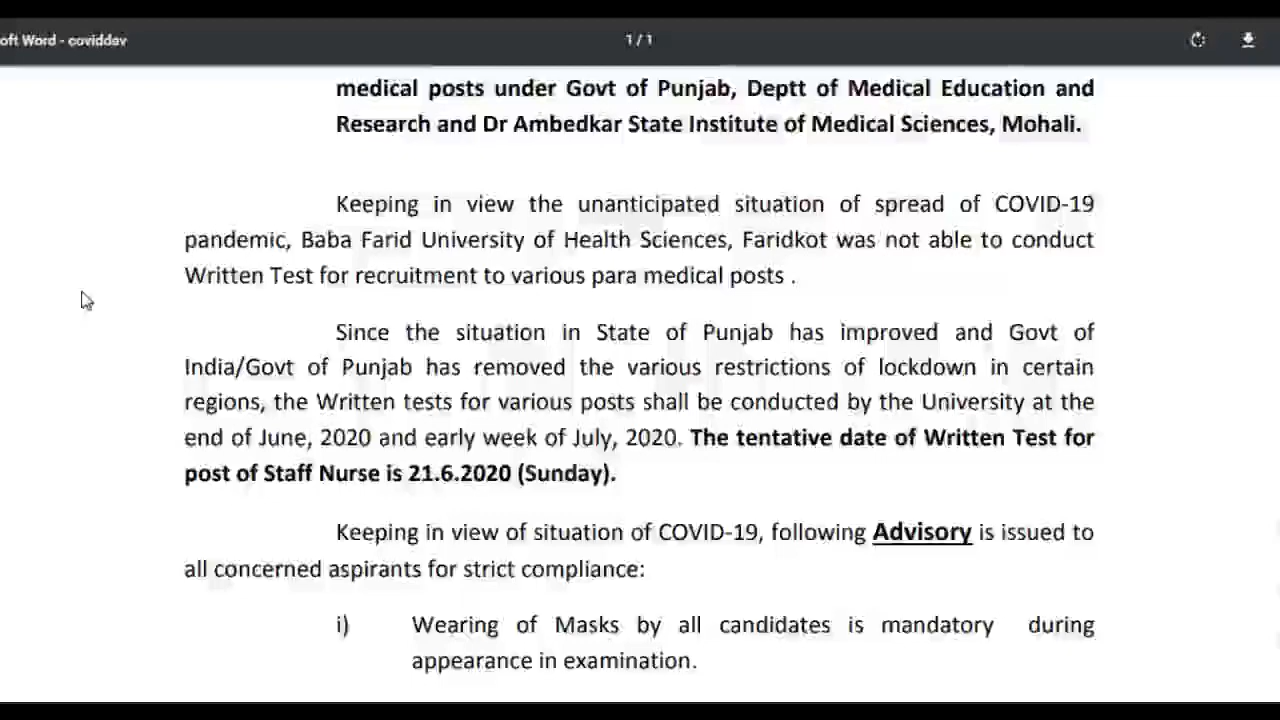 oft Word - coviddev
1 / 1
medical posts under Govt of Punjab, Deptt of Medical Education and
Research and Dr Ambedkar State Institute of Medical Sciences, Mohali.
Keeping in view the unanticipated situation of spread of COVID-19
pandemic, Baba Farid University of Health Sciences, Faridkot was not able to conduct
Written Test for recruitment to various para medical posts .
Since the situation in State of Punjab has improved and Govt of
India/Govt of Punjab has removed the various restrictions of lockdown in certain
regions, the Written tests for various posts shall be conducted by the University at the
end of June, 2020 and early week of July, 2020. The tentative date of Written Test for
post of Staff Nurse is 21.6.2020 (Sunday).
Keeping in view of situation of COVID-19, following Advisory is issued to
all concerned aspirants for strict compliance:
i) Wearing of Masks by all candidates is mandatory during
appearance in examination.